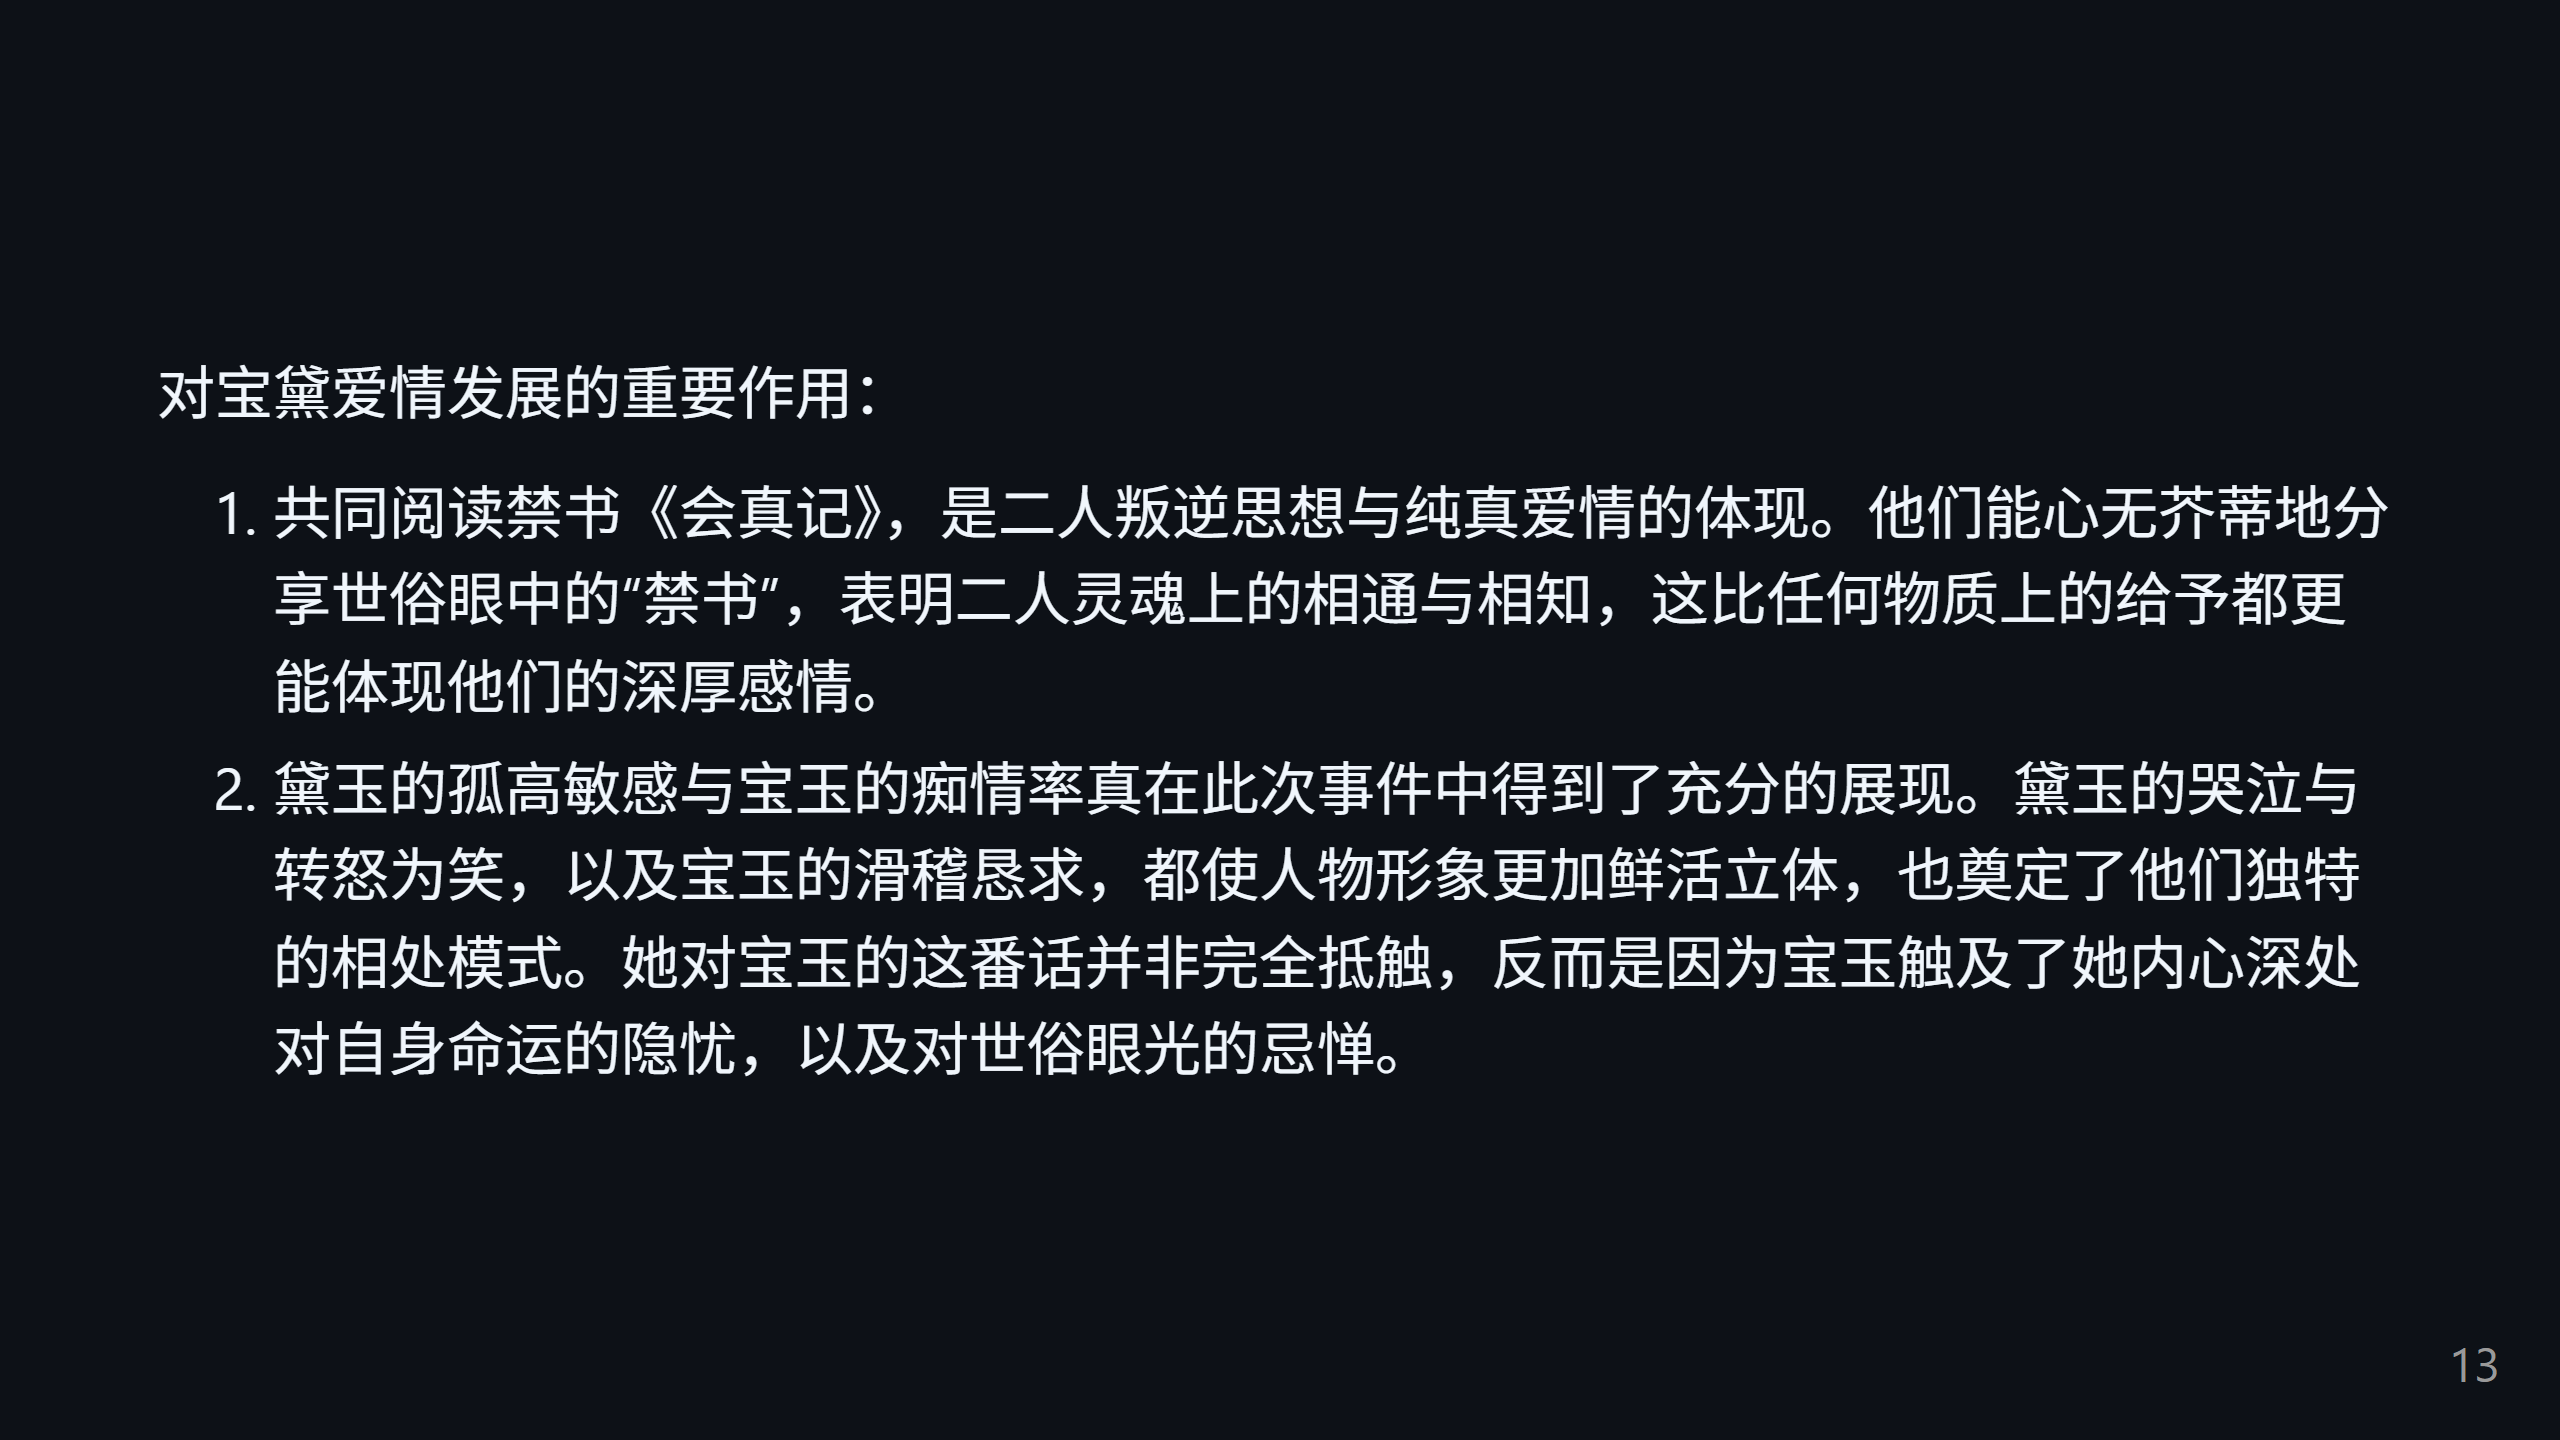 对宝黛爱情发展的重要作用：
1. 共同阅读禁书《会真记》，是二人叛逆思想与纯真爱情的体现。他们能心无芥蒂地分
享世俗眼中的“禁书”，表明二人灵魂上的相通与相知，这比任何物质上的给予都更
能体现他们的深厚感情。
2. 黛玉的孤高敏感与宝玉的痴情率真在此次事件中得到了充分的展现。黛玉的哭泣与
转怒为笑，以及宝玉的滑稽恳求，都使人物形象更加鲜活立体，也奠定了他们独特
的相处模式。她对宝玉的这番话并非完全抵触，反而是因为宝玉触及了她内心深处
对自身命运的隐忧，以及对世俗眼光的忌惮。
13